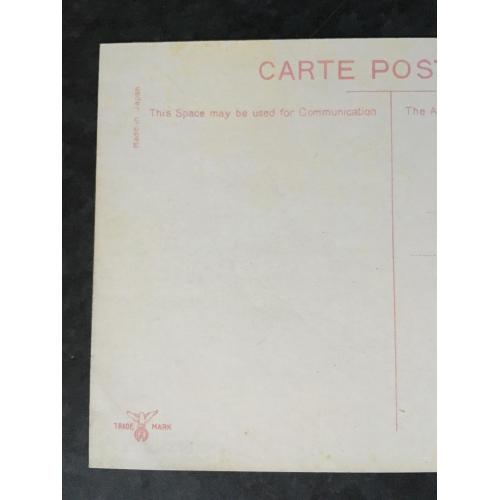 CARTE POST
Made in Japan
This Space may be used for Communication
The A
TRADE MARK